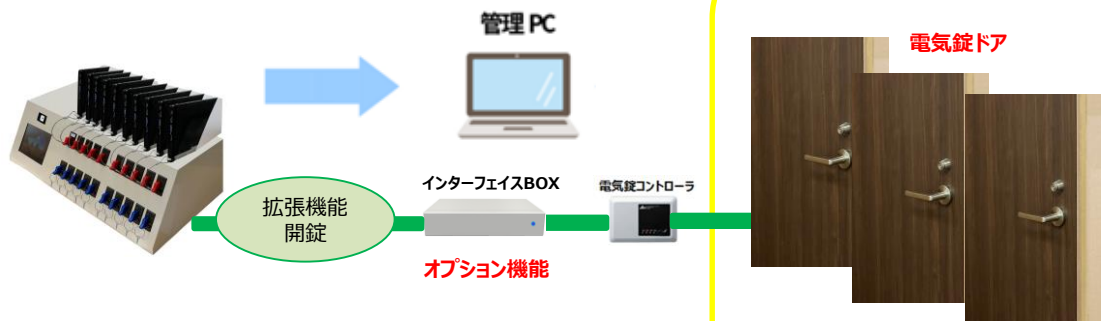 管理 PC
電気錠ドア
インターフェイスBOX
電気錠コントローラ
拡張機能
開錠
オプション機能